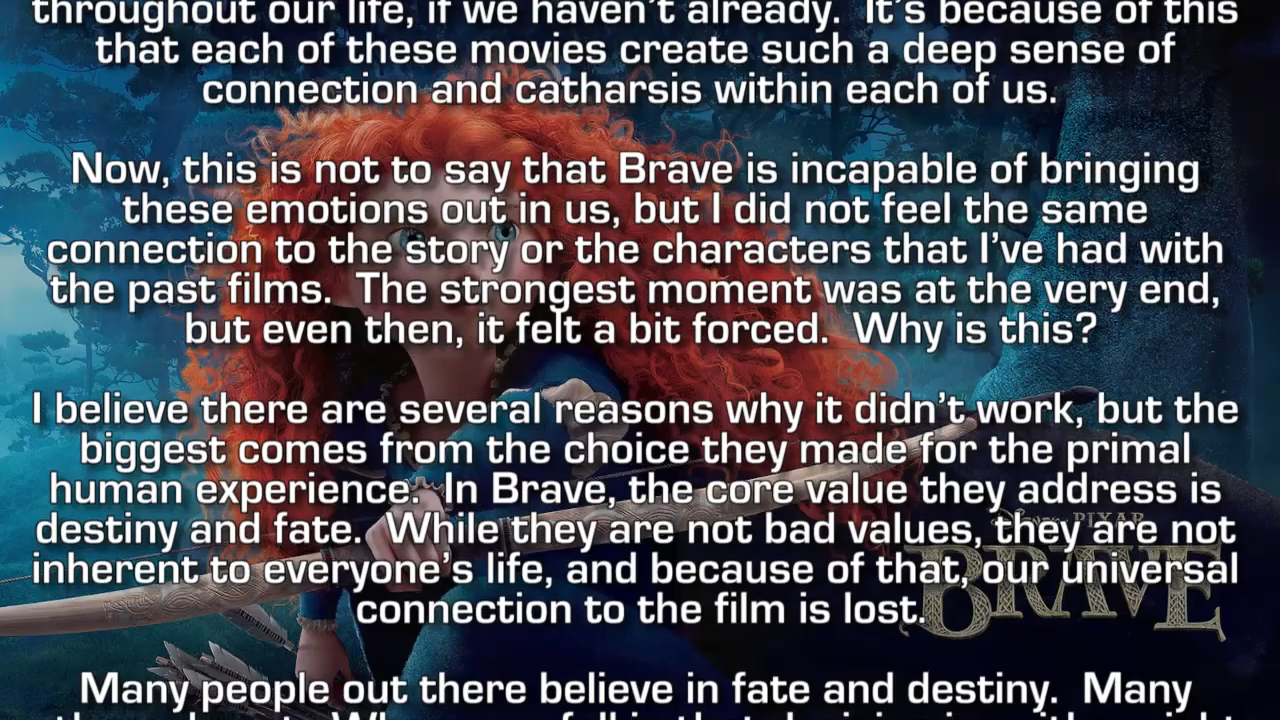 throughout our life, if we haven't already.  It's because of this
that each of these movies create such a deep sense of
connection and catharsis within each of us.
Now, this is not to say that Brave is incapable of bringing
these emotions out in us, but I did not feel the same
connection to the story or the characters that I've had with
the past films.  The strongest moment was at the very end,
but even then, it felt a bit forced.  Why is this?
I believe there are several reasons why it didn't work, but the
biggest comes from the choice they made for the primal
human experience.  In Brave, the core value they address is
destiny and fate.  While they are not bad values, they are not
inherent to everyone's life, and because of that, our universal
connection to the film is lost.
Disney PIXAR
BRAVE
Many people out there believe in fate and destiny.  Many